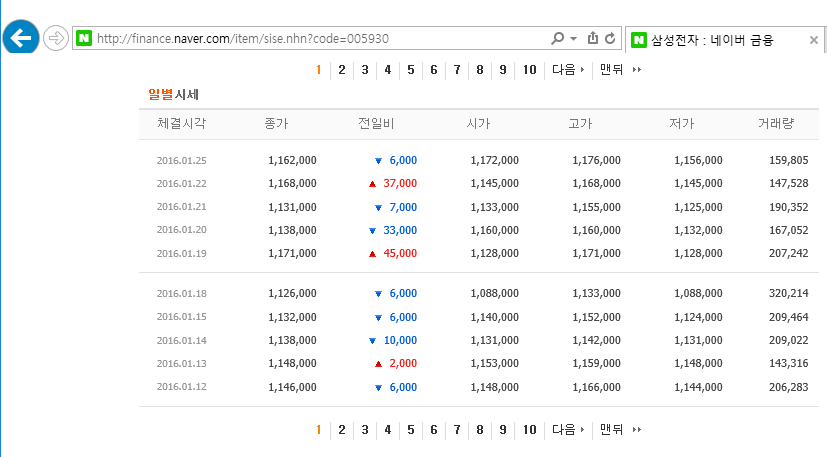 http://finance.naver.com/item/sise.nhn?code=005930 삼성전자 : 네이버 금융
1 2 3 4 5 6 7 8 9 10 다음 맨뒤
일별시세
체결시각 종가 전일비 시가 고가 저가 거래량
2016.01.25 1,162,000 ▼ 6,000 1,172,000 1,176,000 1,156,000 159,805
2016.01.22 1,168,000 ▲ 37,000 1,145,000 1,168,000 1,145,000 147,528
2016.01.21 1,131,000 ▼ 7,000 1,133,000 1,155,000 1,125,000 190,352
2016.01.20 1,138,000 ▼ 33,000 1,160,000 1,160,000 1,132,000 167,052
2016.01.19 1,171,000 ▲ 45,000 1,128,000 1,171,000 1,128,000 207,242
2016.01.18 1,126,000 ▼ 6,000 1,088,000 1,133,000 1,088,000 320,214
2016.01.15 1,132,000 ▼ 6,000 1,140,000 1,152,000 1,124,000 209,464
2016.01.14 1,138,000 ▼ 10,000 1,131,000 1,142,000 1,131,000 209,022
2016.01.13 1,148,000 ▲ 2,000 1,153,000 1,159,000 1,148,000 143,316
2016.01.12 1,146,000 ▼ 6,000 1,148,000 1,166,000 1,144,000 206,283
1 2 3 4 5 6 7 8 9 10 다음 맨뒤